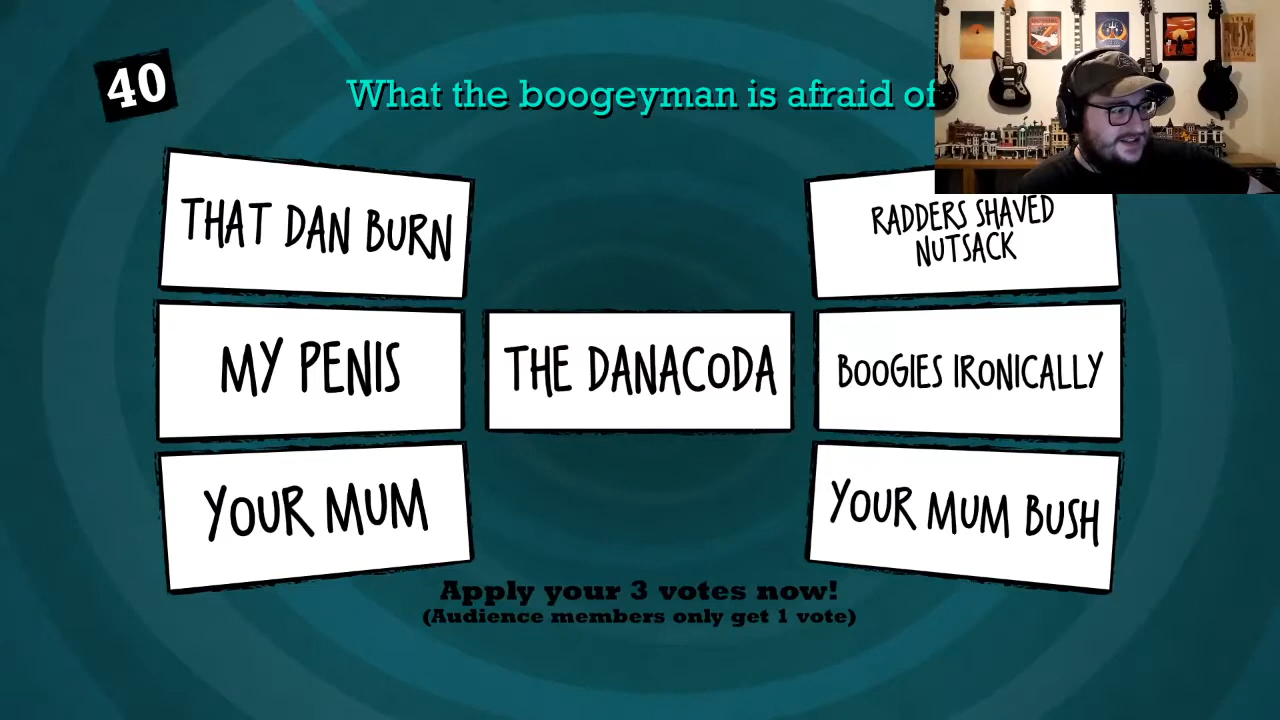 40
What the boogeyman is afraid of
THAT DAN BURN
RADDERS SHAVED
NUTSACK
MY PENIS
THE DANACODA
BOOGIES IRONICALLY
YOUR MUM
YOUR MUM BUSH
Apply your 3 votes now!
(Audience members only get 1 vote)